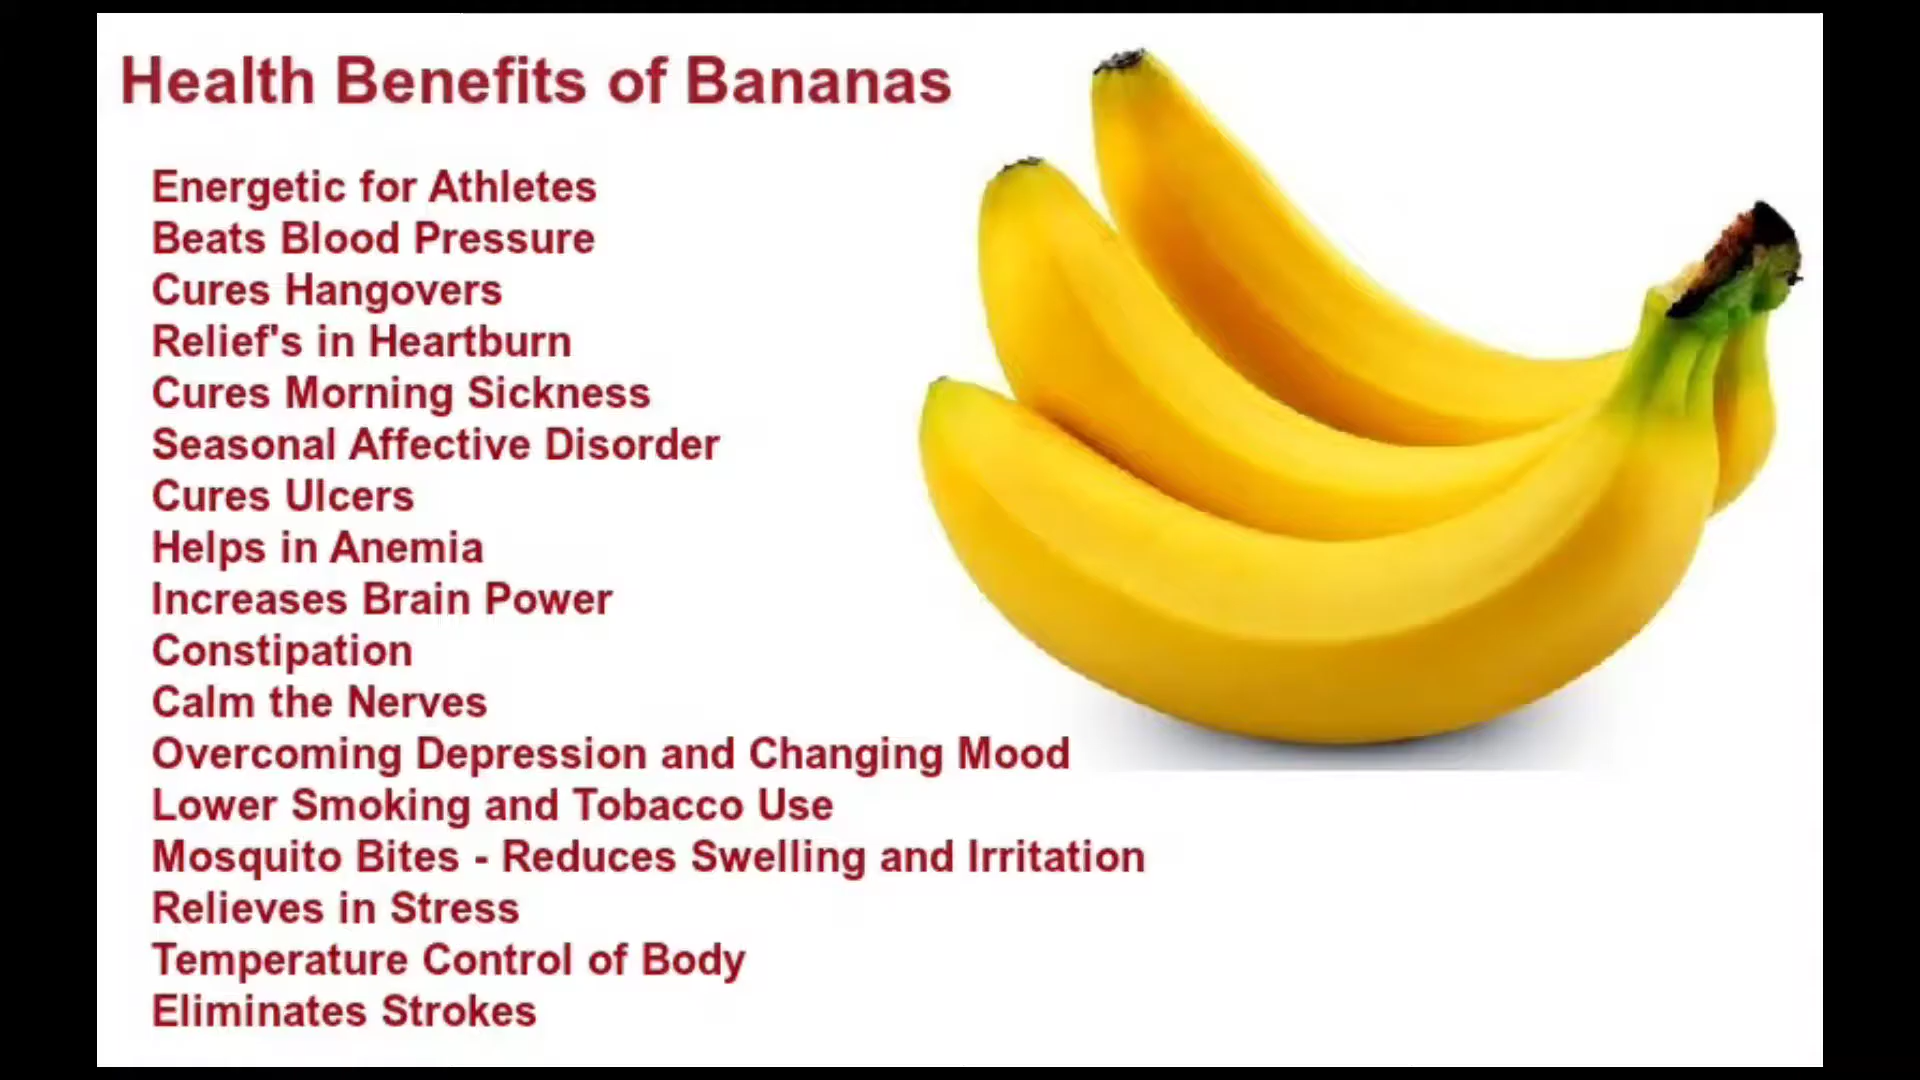 Health Benefits of Bananas
Energetic for Athletes
Beats Blood Pressure
Cures Hangovers
Relief's in Heartburn
Cures Morning Sickness
Seasonal Affective Disorder
Cures Ulcers
Helps in Anemia
Increases Brain Power
Constipation
Calm the Nerves
Overcoming Depression and Changing Mood
Lower Smoking and Tobacco Use
Mosquito Bites - Reduces Swelling and Irritation
Relieves in Stress
Temperature Control of Body
Eliminates Strokes